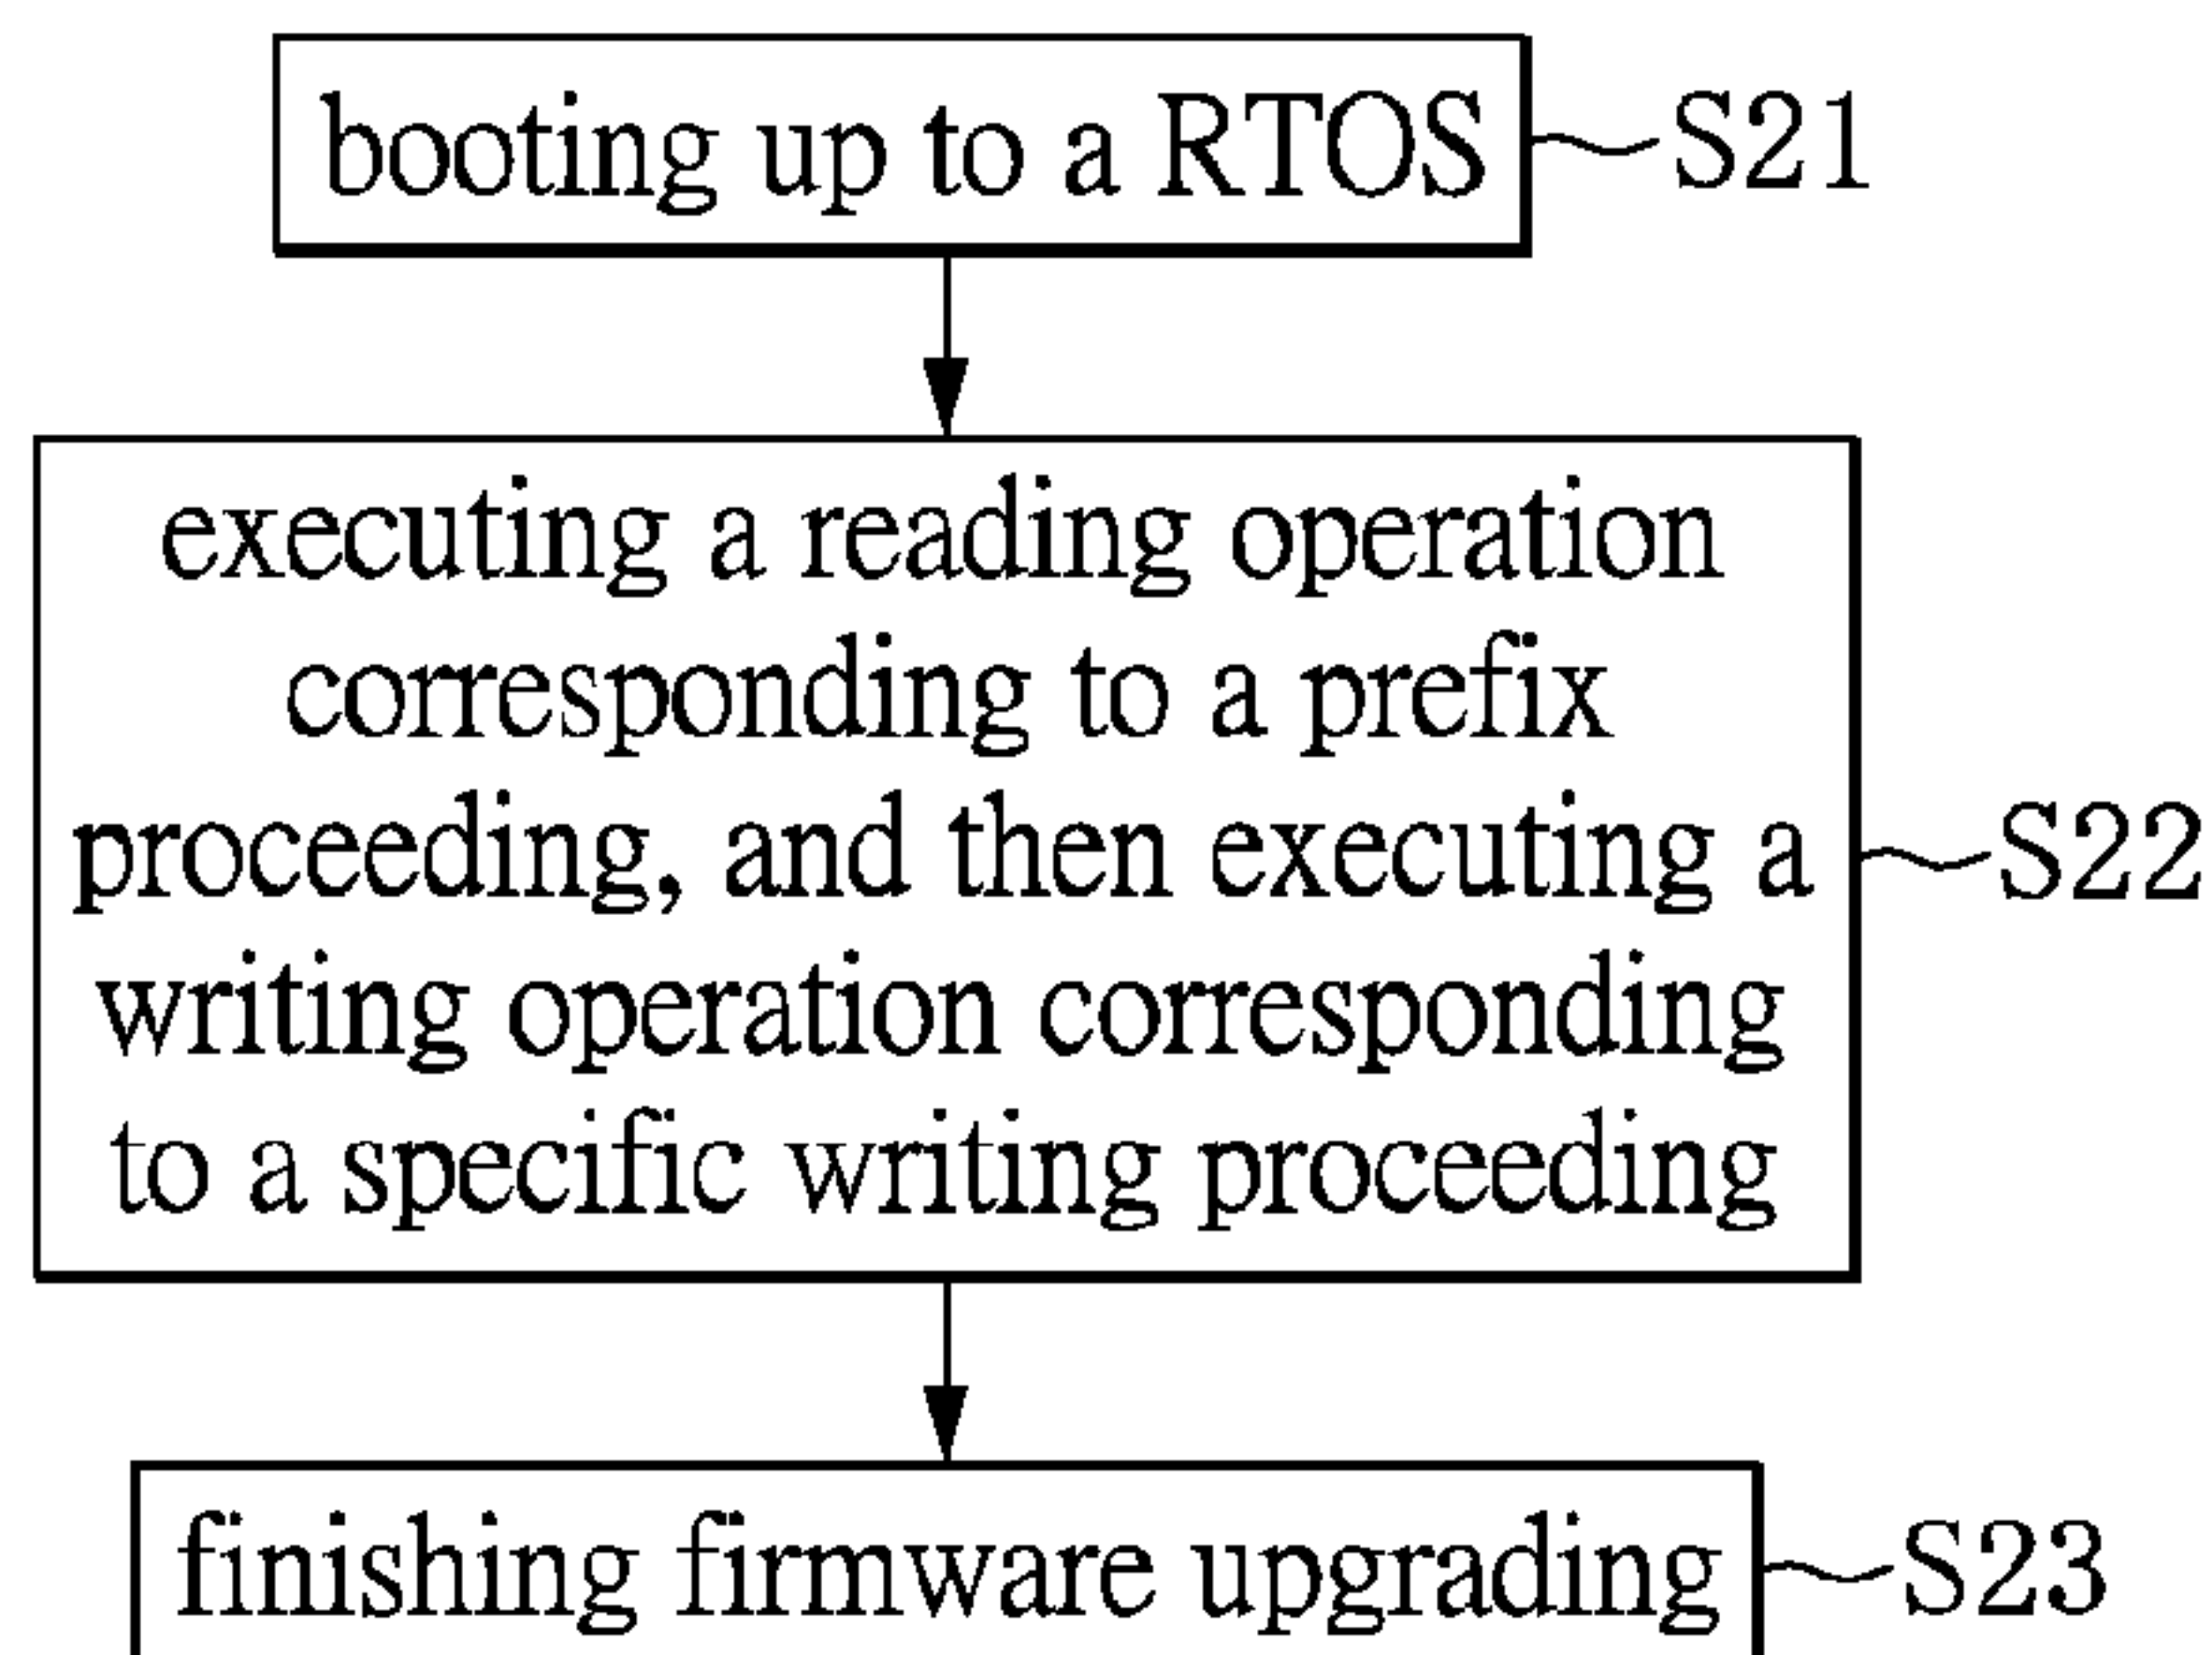 booting up to a RTOS S21
executing a reading operation
corresponding to a prefix
proceeding, and then executing a S22
writing operation corresponding
to a specific writing proceeding
finishing firmware upgrading S23